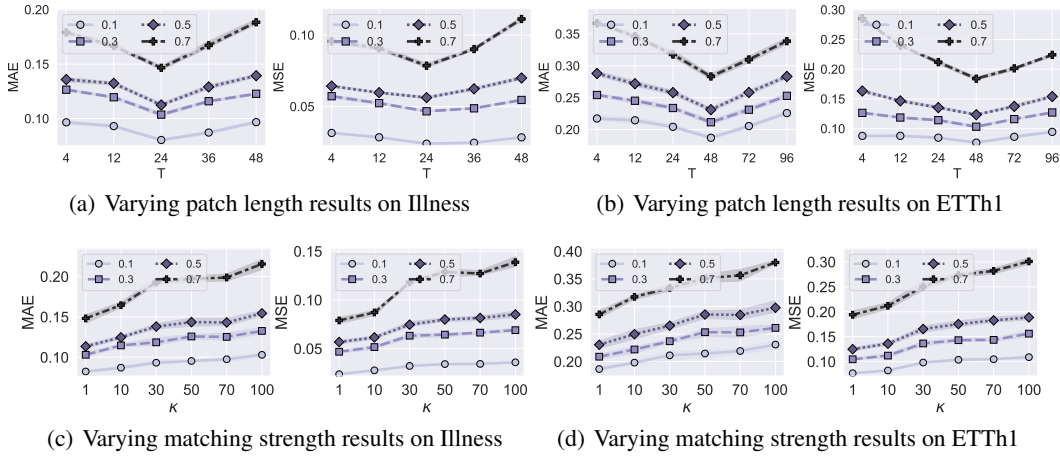 0.1 0.5
0.3 0.7
MAE
0.20
0.15
0.10
4 12 24 36 48
T
0.1 0.5
0.3 0.7
MSE
0.10
0.05
4 12 24 36 48
T
0.1 0.5
0.3 0.7
MAE
0.40
0.35
0.30
0.25
0.20
4 12 24 48 72 96
T
0.1 0.5
0.3 0.7
MSE
0.30
0.25
0.20
0.15
0.10
4 12 24 48 72 96
T
(a) Varying patch length results on Illness
(b) Varying patch length results on ETTh1
0.1 0.5
0.3 0.7
MAE
0.20
0.15
0.10
1 10 30 50 70 100
κ
0.1 0.5
0.3 0.7
MSE
0.15
0.10
0.05
1 10 30 50 70 100
κ
0.1 0.5
0.3 0.7
MAE
0.40
0.35
0.30
0.25
0.20
1 10 30 50 70 100
κ
0.1 0.5
0.3 0.7
MSE
0.30
0.25
0.20
0.15
0.10
1 10 30 50 70 100
κ
(c) Varying matching strength results on Illness
(d) Varying matching strength results on ETTh1